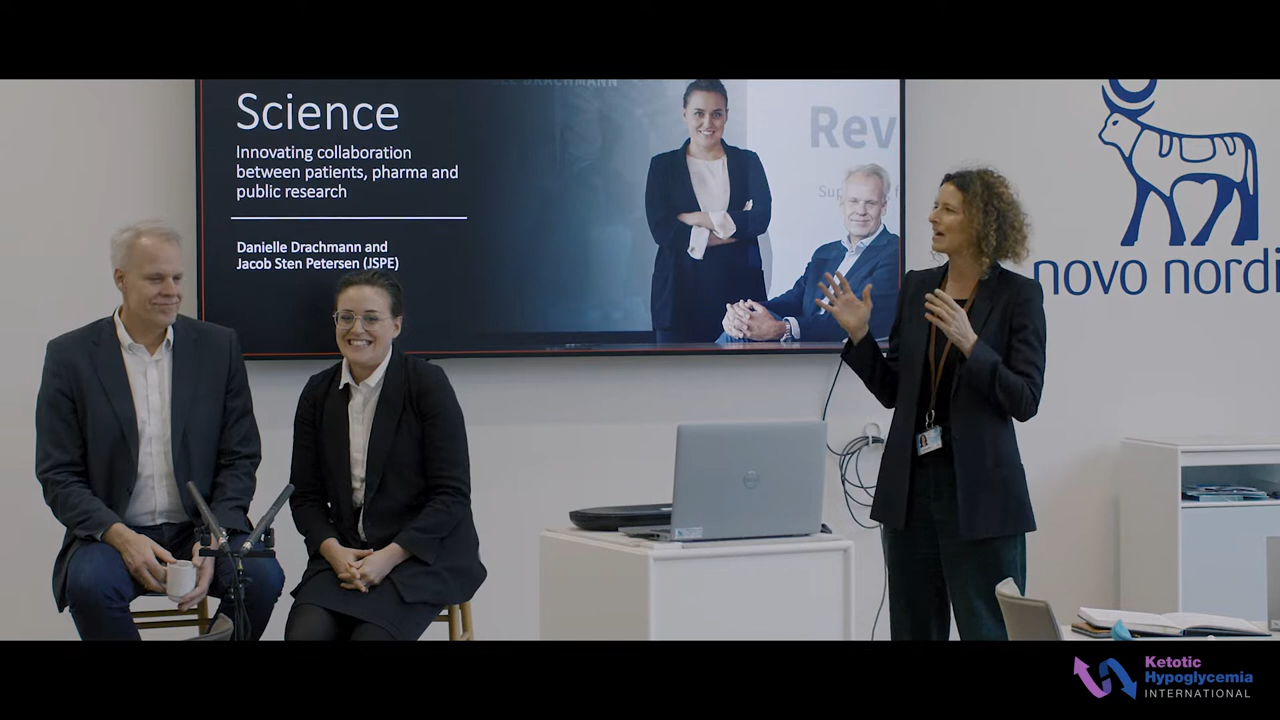 Science
Innovating collaboration
between patients, pharma and
public research
Danielle Drachmann and
Jacob Sten Petersen (JSPE)
DRACHMANN
Rev
novo nordi
Ketotic
Hypoglycemia
INTERNATIONAL